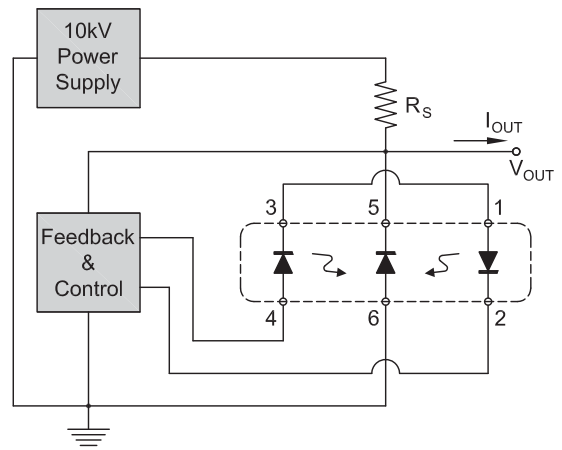 10kV
Power
Supply
R_S
I_OUT
V_OUT
3
5
1
Feedback
&
Control
4
6
2